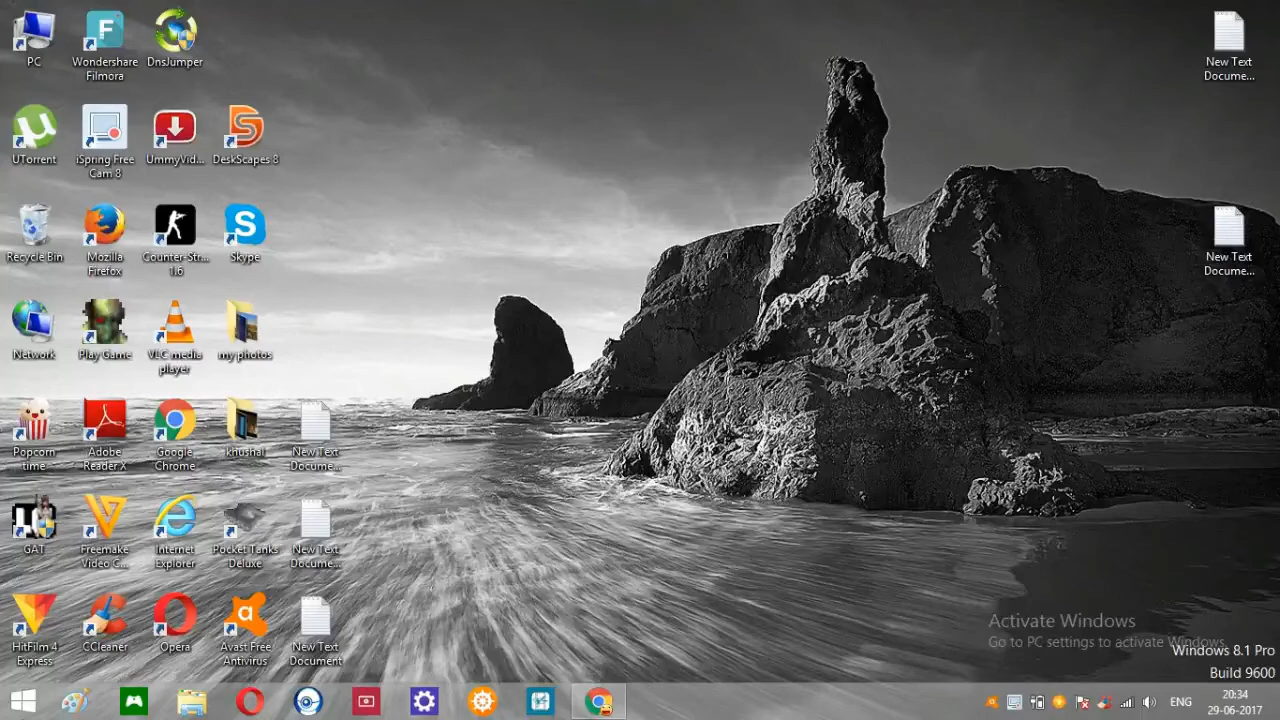 PC
Wondershare
Filmora
DnsJumper
New Text
Docume...
UTorrent
iSpring Free
Cam 8
UmmyVid...
DeskScapes 8
Recycle Bin
Mozilla
Firefox
Counter-Str...
1.6
Skype
New Text
Docume...
Network
Play Game
VLC media
player
my photos
Popcorn
time
Adobe
Reader X
Google
Chrome
khushal
New Text
Docume...
GAT
Freemake
Video C...
Internet
Explorer
Pocket Tanks
Deluxe
New Text
Docume...
HitFilm 4
Express
CCleaner
Opera
Avast Free
Antivirus
New Text
Document
Activate Windows
Go to PC settings to activate Windows.
Windows 8.1 Pro
Build 9600
ENG
20:34
29-06-2017